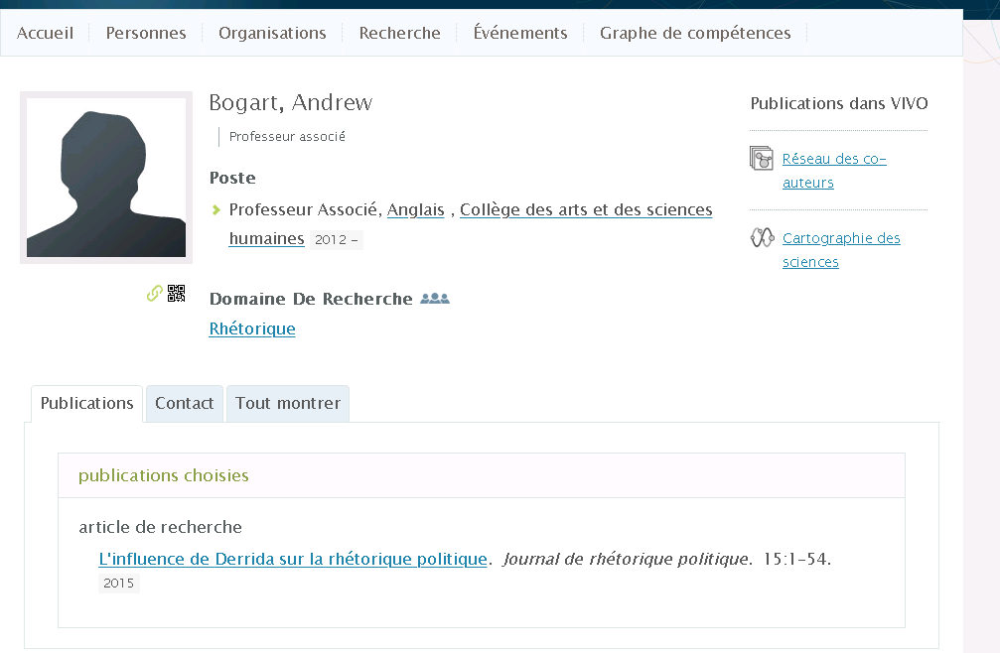 Accueil Personnes Organisations Recherche Événements Graphe de compétences
Bogart, Andrew
Professeur associé
Poste
Professeur Associé, Anglais , Collège des arts et des sciences
humaines 2012 –
Domaine De Recherche
Rhétorique
Publications dans VIVO
Réseau des co-
auteurs
Cartographie des
sciences
Publications Contact Tout montrer
publications choisies
article de recherche
L'influence de Derrida sur la rhétorique politique. Journal de rhétorique politique. 15:1-54.
2015